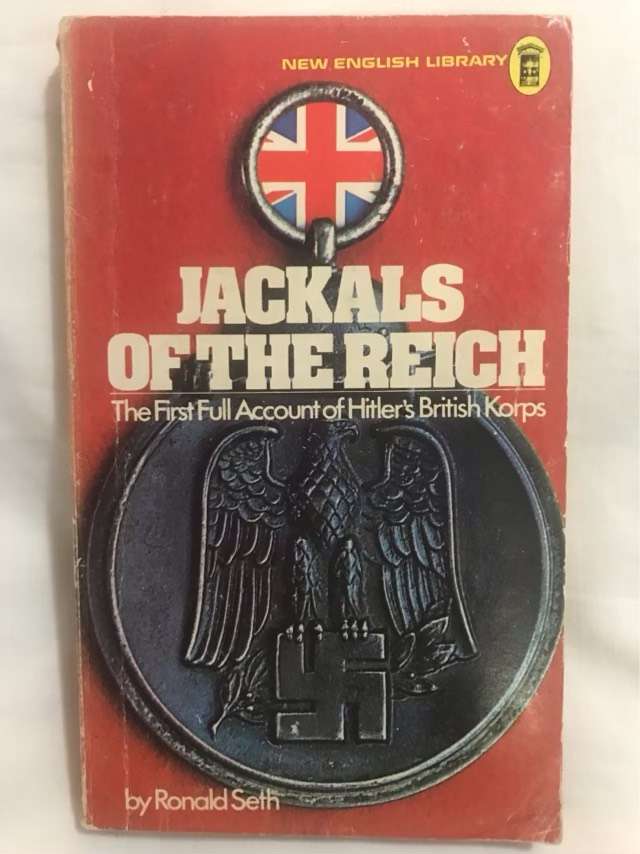 NEW ENGLISH LIBRARY
JACKALS
OF THE REICH
The First Full Account of Hitler's British Korps
by Ronald Seth